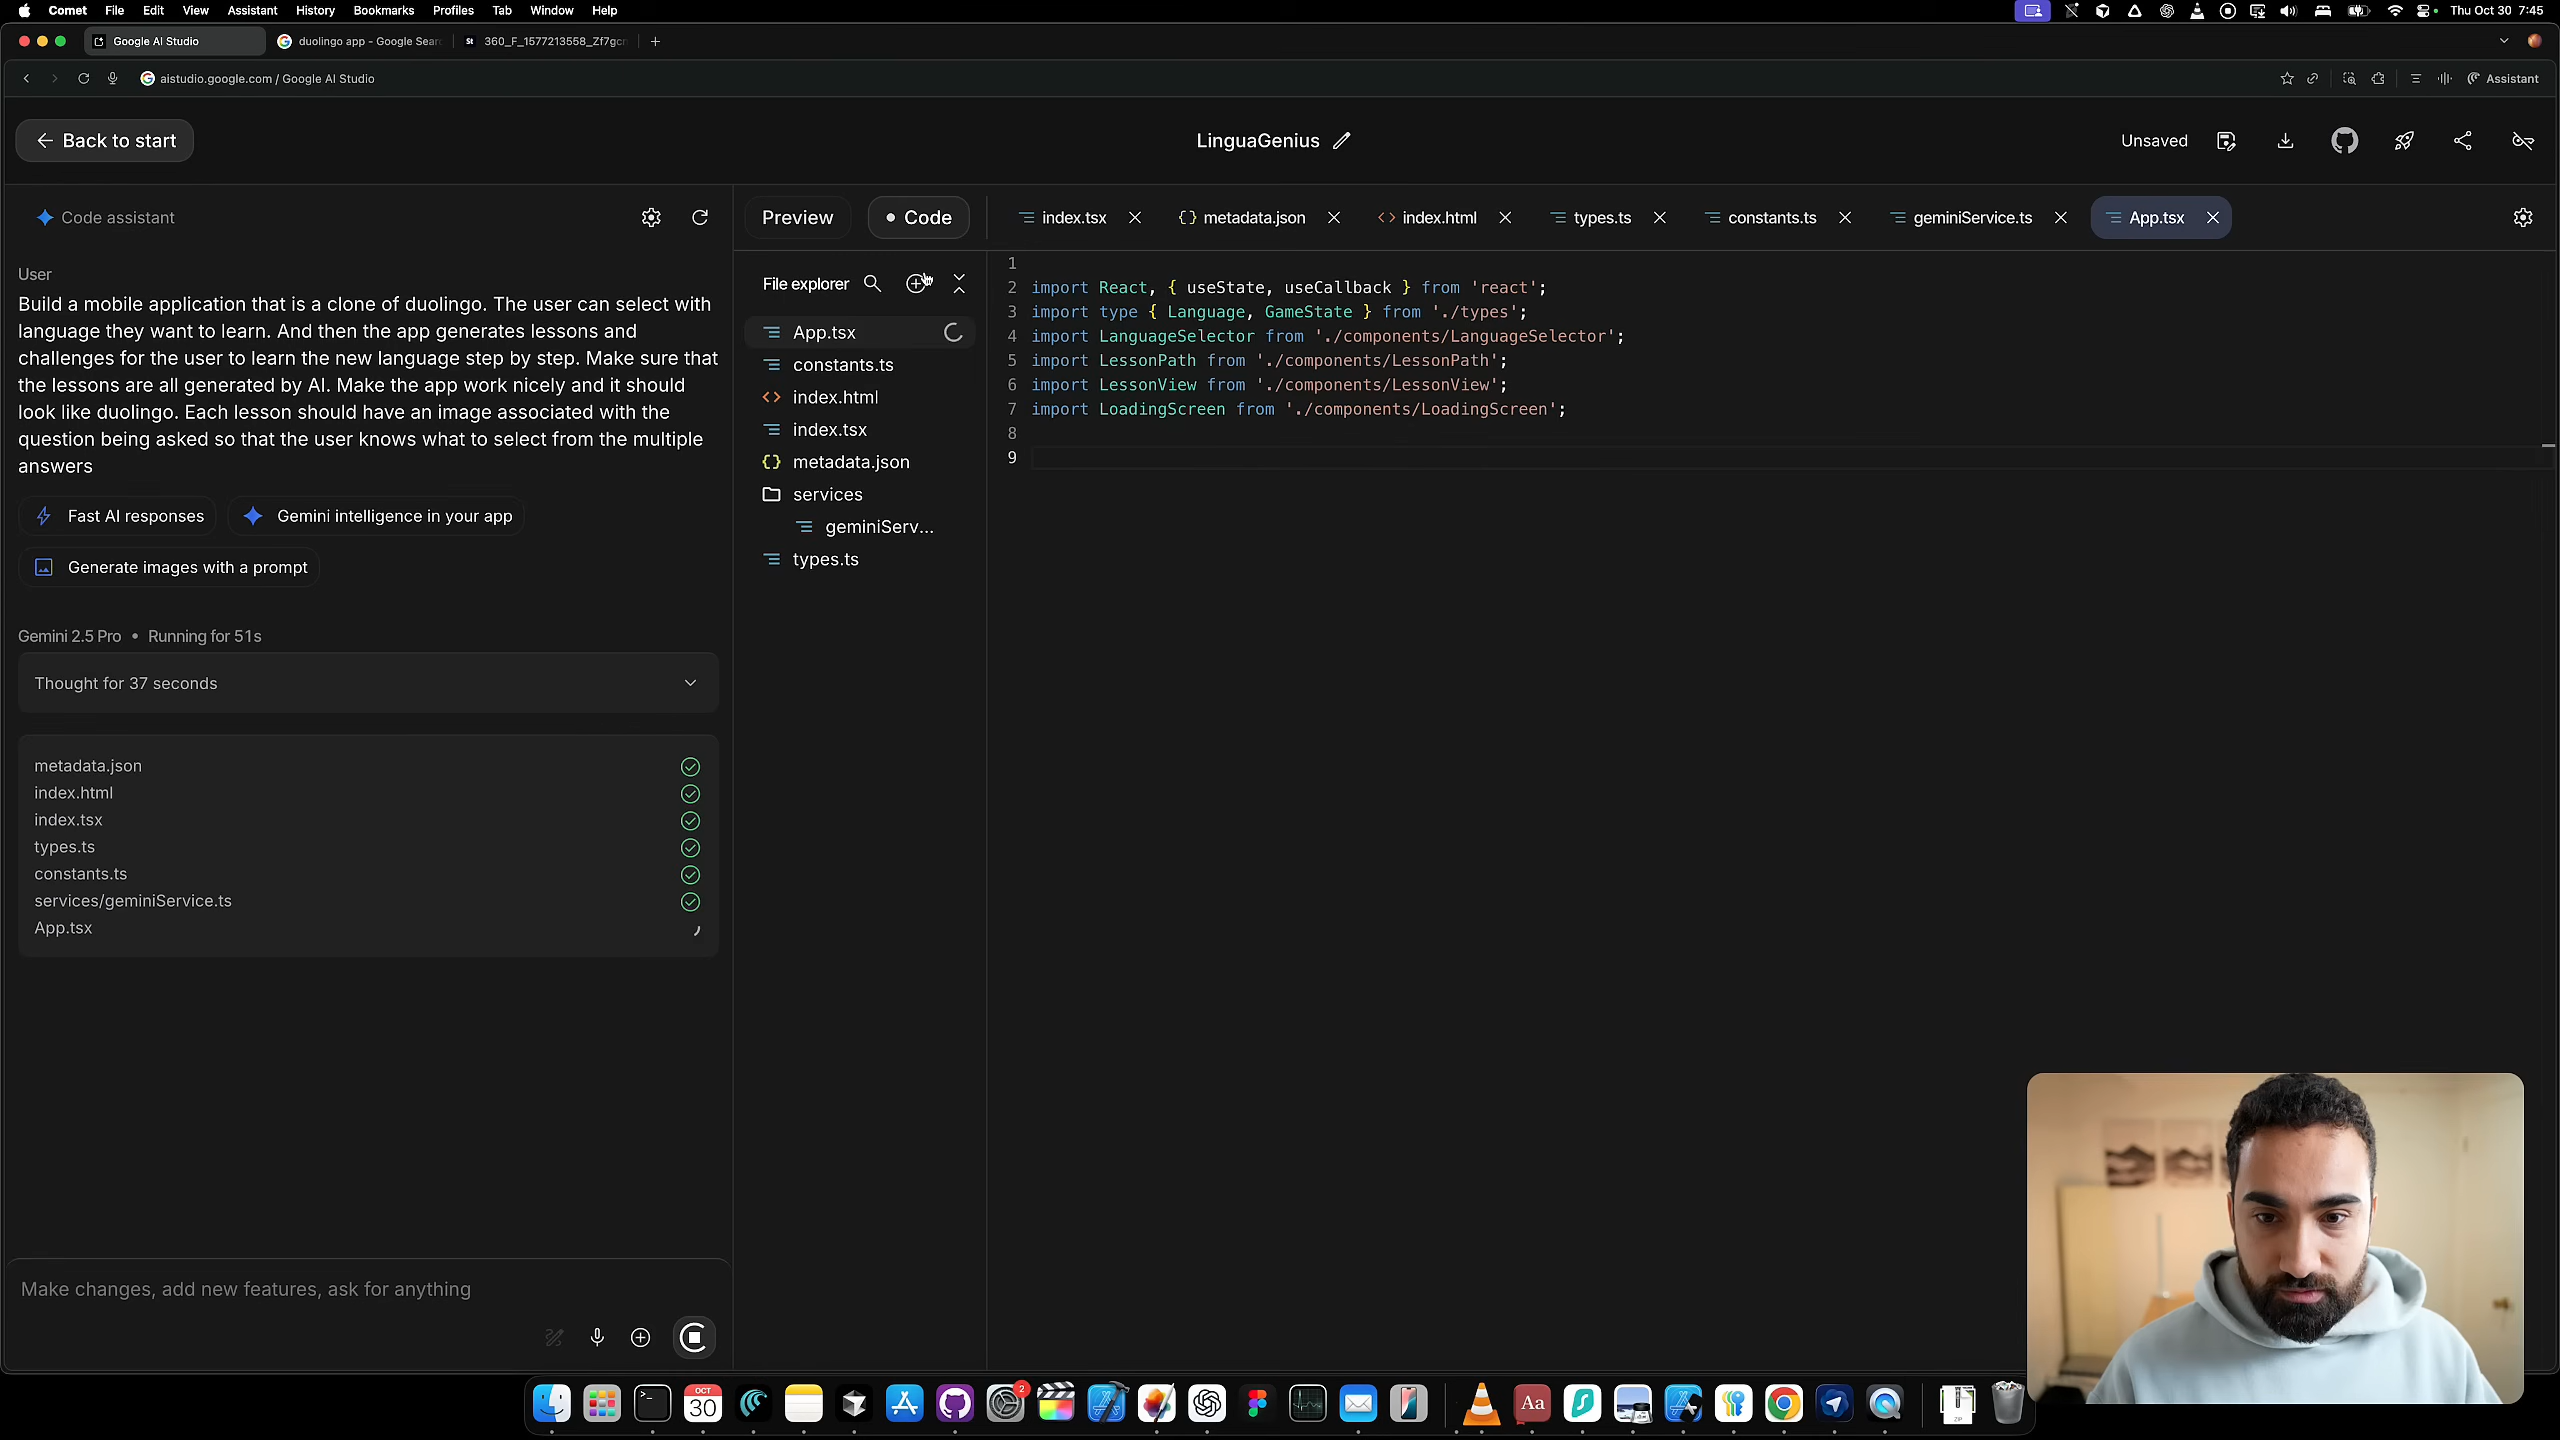 Comet File Edit View Assistant History Bookmarks Profiles Tab Window Help
Thu Oct 30 7:45
Google AI Studio
duolingo app - Google Sear
St 360_F_1577213558_Zf7gcn
aistudio.google.com / Google AI Studio
Assistant
Back to start
LinguaGenius
Unsaved
Code assistant
Preview
Code
index.tsx
metadata.json
index.html
types.ts
constants.ts
geminiService.ts
App.tsx
User
Build a mobile application that is a clone of duolingo. The user can select with
language they want to learn. And then the app generates lessons and
challenges for the user to learn the new language step by step. Make sure that
the lessons are all generated by AI. Make the app work nicely and it should
look like duolingo. Each lesson should have an image associated with the
question being asked so that the user knows what to select from the multiple
answers
Fast AI responses
Gemini intelligence in your app
Generate images with a prompt
Gemini 2.5 Pro • Running for 51s
Thought for 37 seconds
metadata.json
index.html
index.tsx
types.ts
constants.ts
services/geminiService.ts
App.tsx
Make changes, add new features, ask for anything
File explorer
App.tsx
constants.ts
index.html
index.tsx
metadata.json
services
geminiServ...
types.ts
1
2 import React, { useState, useCallback } from 'react';
3 import type { Language, GameState } from './types';
4 import LanguageSelector from './components/LanguageSelector';
5 import LessonPath from './components/LessonPath';
6 import LessonView from './components/LessonView';
7 import LoadingScreen from './components/LoadingScreen';
8
9
OCT
30
2
Aa
ZIP